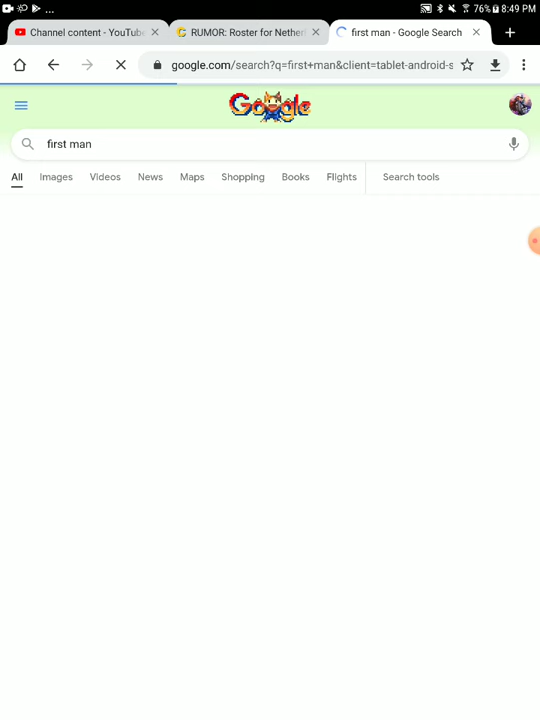 ... 76% 8:49 PM
Channel content - YouTube
RUMOR: Roster for Nether
first man - Google Search
google.com/search?q=first+man&client=tablet-android-s
Google
first man
All Images Videos News Maps Shopping Books Flights Search tools